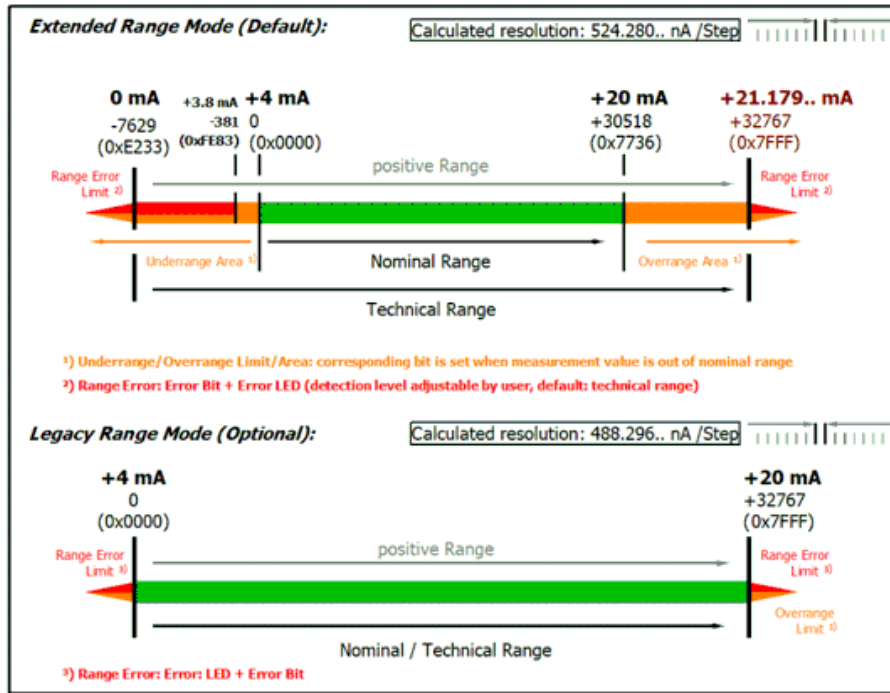 Extended Range Mode (Default):
Calculated resolution: 524.280.. nA /Step
0 mA
-7629
(0xE233)
+3.8 mA
-381
(0xFE83)
+4 mA
0
(0x0000)
+20 mA
+30518
(0x7736)
+21.179.. mA
+32767
(0x7FFF)
Range Error
Limit ²⁾
positive Range
Range Error
Limit ²⁾
Underrange Area ¹⁾
Nominal Range
Overrange Area ¹⁾
Technical Range
¹⁾ Underrange/Overrange Limit/Area: corresponding bit is set when measurement value is out of nominal range
²⁾ Range Error: Error Bit + Error LED (detection level adjustable by user, default: technical range)
Legacy Range Mode (Optional):
Calculated resolution: 488.296.. nA /Step
+4 mA
0
(0x0000)
+20 mA
+32767
(0x7FFF)
Range Error
Limit ³⁾
positive Range
Range Error
Limit ³⁾
Overrange
Limit ¹⁾
Nominal / Technical Range
³⁾ Range Error: Error: LED + Error Bit